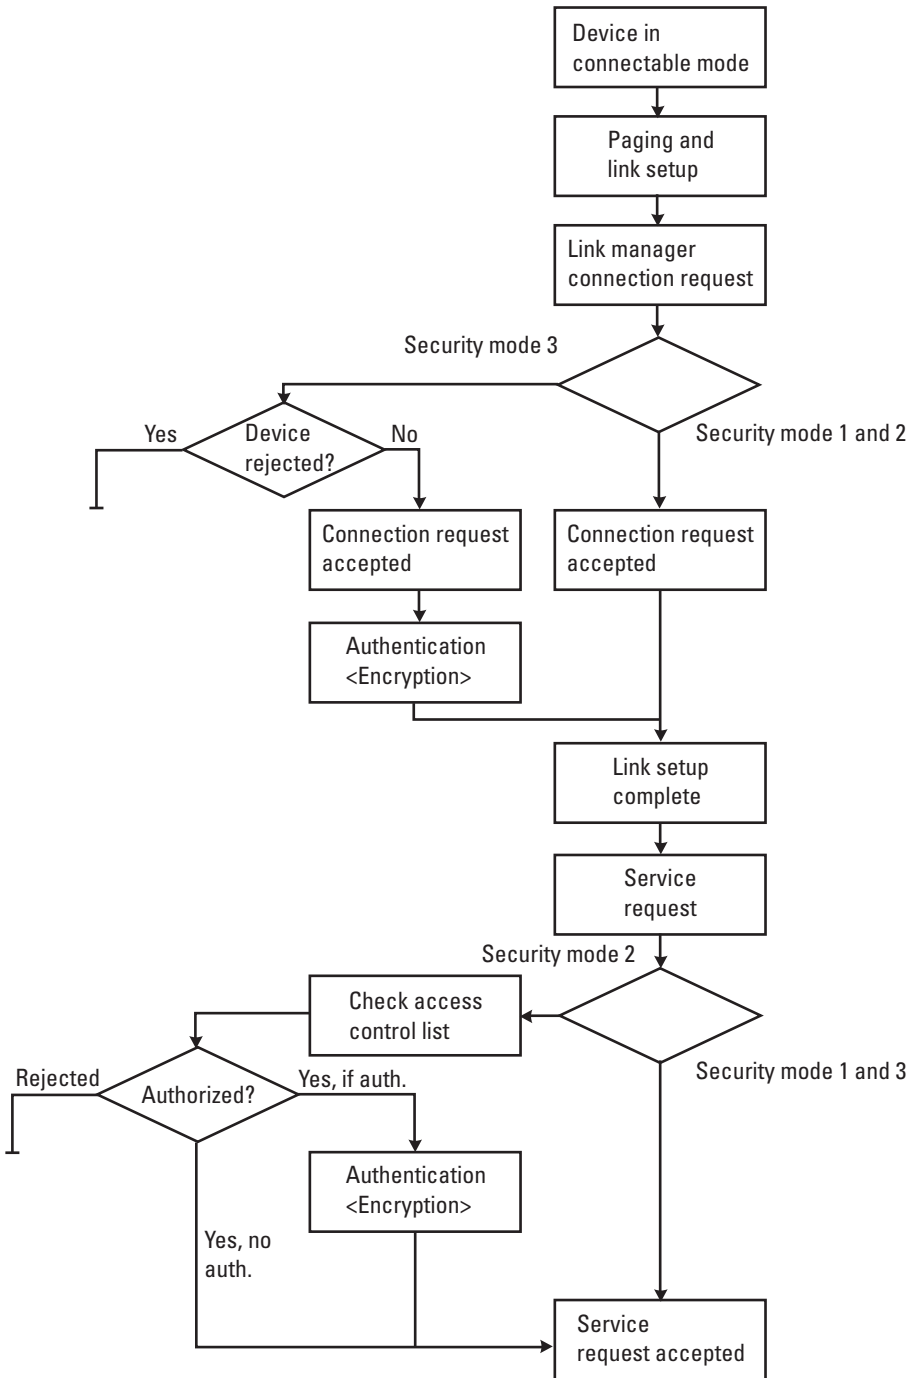 Device in
connectable mode
Paging and
link setup
Link manager
connection request
Security mode 3
Security mode 1 and 2
Yes
Device
rejected?
No
Connection request
accepted
Connection request
accepted
Authentication
<Encryption>
Link setup
complete
Service
request
Security mode 2
Check access
control list
Security mode 1 and 3
Rejected
Authorized?
Yes, if auth.
Authentication
<Encryption>
Yes, no
auth.
Service
request accepted